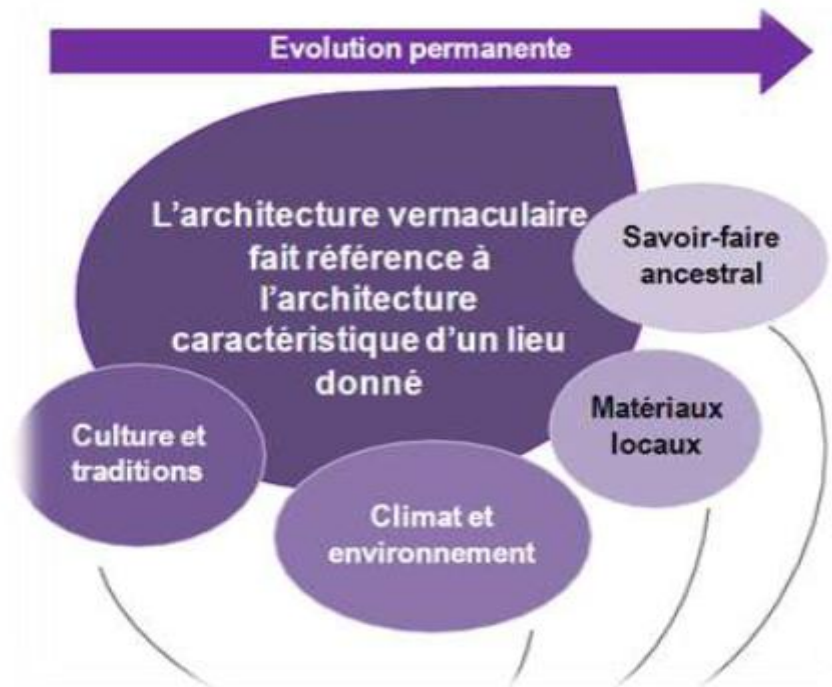 Evolution permanente
L'architecture vernaculaire
fait référence à
l'architecture
caractéristique d'un lieu
donné
Savoir-faire
ancestral
Matériaux
locaux
Climat et
environnement
Culture et
traditions